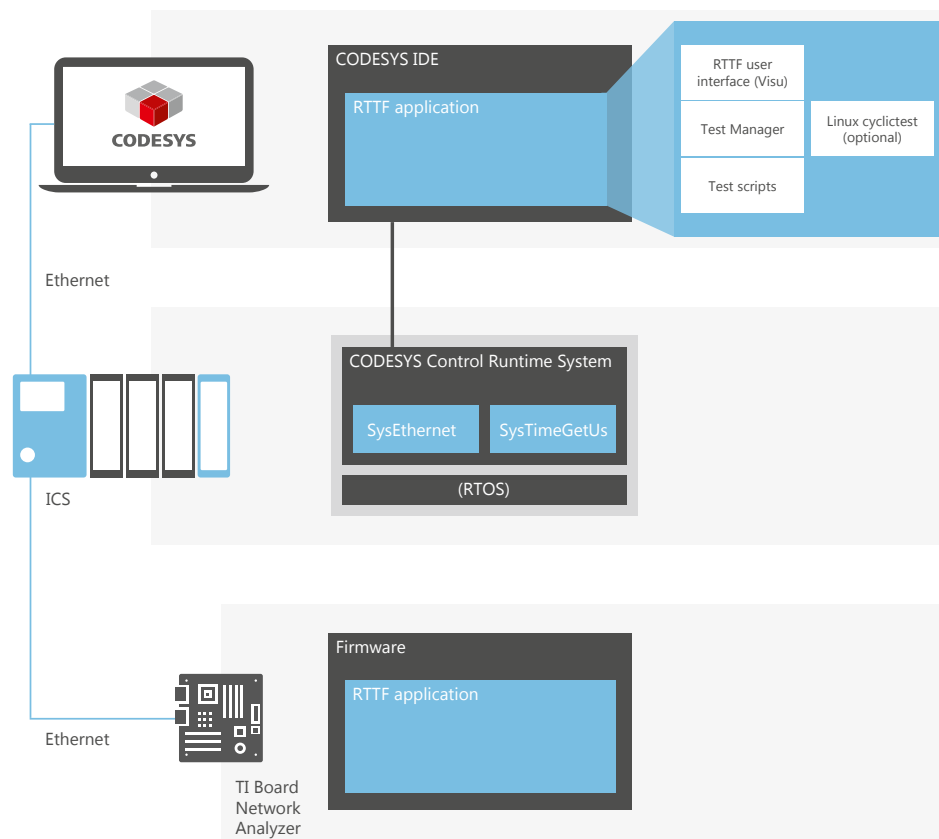 CODESYS IDE
RTTF application
RTTF user
interface (Visu)
Test Manager
Linux cyclictest
(optional)
Test scripts
CODESYS
Ethernet
CODESYS Control Runtime System
SysEthernet
SysTimeGetUs
(RTOS)
ICS
Firmware
RTTF application
Ethernet
TI Board
Network
Analyzer